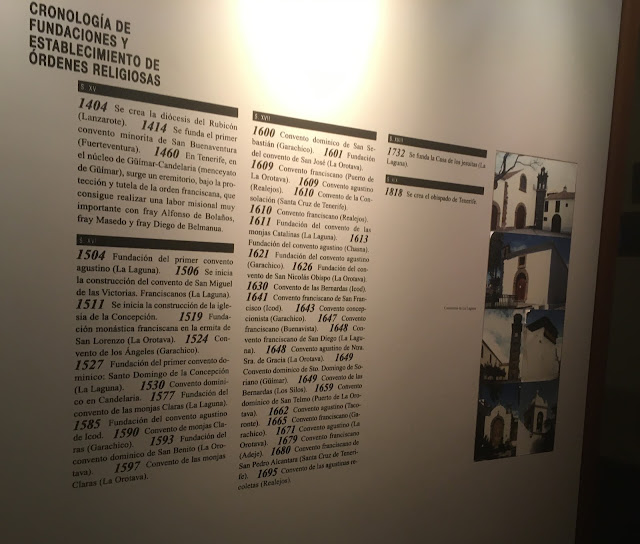 CRONOLOGÍA DE
FUNDACIONES Y
ESTABLECIMIENTO DE
ÓRDENES RELIGIOSAS
S. XV
1404 Se crea la diócesis del Rubicón
(Lanzarote). 1414 Se funda el primer
convento minorita de San Buenaventura
(Fuerteventura). 1460 En Tenerife, en
el núcleo de Güímar-Candelaria (menceyato
de Güímar), surge un eremitorio, bajo la pro-
tección y tutela de la orden franciscana, que
consigue realizar una labor misional muy
importante con fray Alfonso de Bolaños,
fray Masedo y fray Diego de Belmanua.
S. XVI
1504 Fundación del primer convento
agustino (La Laguna). 1506 Se inicia
la construcción del convento de San Miguel
de las Victorias. Franciscanos (La Laguna).
1511 Se inicia la construcción de la igle-
sia de la Concepción. 1519 Funda-
ción monástica franciscana en la ermita de
San Lorenzo (La Orotava). 1524 Con-
vento de los Ángeles (Garachico).
1527 Fundación del primer convento do-
minico: Santo Domingo de la Concepción
(La Laguna). 1530 Convento domini-
co en Candelaria. 1577 Fundación del
convento de las monjas Claras (La Laguna).
1585 Fundación del convento agustino
de Icod. 1590 Convento de monjas Cla-
ras (Garachico). 1593 Fundación del
convento dominico de San Benito (La Oro-
tava). 1597 Convento de las monjas
Claras (La Orotava).
S. XVII
1600 Convento dominico de San Se-
bastián (Garachico). 1601 Fundación
del convento de San José (La Orotava).
1609 Convento franciscano (Puerto de
La Orotava). 1609 Convento agustino
(Realejos). 1610 Convento de la Con-
solación (Santa Cruz de Tenerife).
1610 Convento franciscano (Realejos).
1611 Fundación del convento de las
monjas Catalinas (La Laguna). 1613
Fundación del convento agustino (Chasna).
1621 Fundación del convento agustino
(Garachico). 1626 Fundación del con-
vento de San Nicolás Obispo (La Orotava).
1630 Convento de las Bernardas (Icod).
1641 Convento franciscano de San Fran-
cisco (Icod). 1643 Convento concep-
cionista (Garachico). 1647 Convento
franciscano (Buenavista). 1648 Con-
vento franciscano de San Diego (La Lagu-
na). 1648 Convento agustino de Ntra.
Sra. de Gracia (La Orotava). 1649
Convento dominico de Sto. Domingo de So-
riano (Güímar). 1649 Convento de las
Bernardas (Los Silos). 1659 Convento
dominico de San Telmo (Puerto de La Oro-
tava). 1662 Convento agustino (Taco-
ronte). 1665 Convento franciscano (Ga-
rachico). 1671 Convento agustino (La
Orotava). 1679 Convento franciscano
(Adeje). 1680 Convento franciscano de
San Pedro Alcántara (Santa Cruz de Tenerí-
fe). 1695 Convento de las agustinas re-
coletas (Realejos).
S. XVIII
1732 Se funda la Casa de los jesuitas (La
Laguna).
1818 Se crea el obispado de Tenerife.